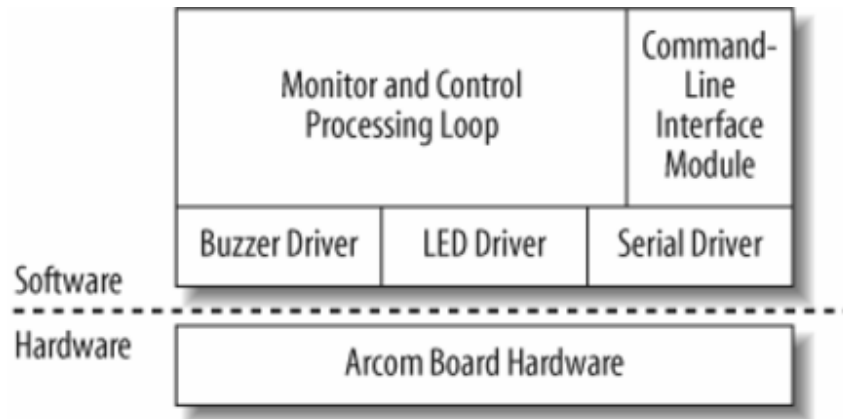 Monitor and Control
Processing Loop
Command-
Line
Interface
Module
Buzzer Driver
LED Driver
Serial Driver
Software
Hardware
Arcom Board Hardware